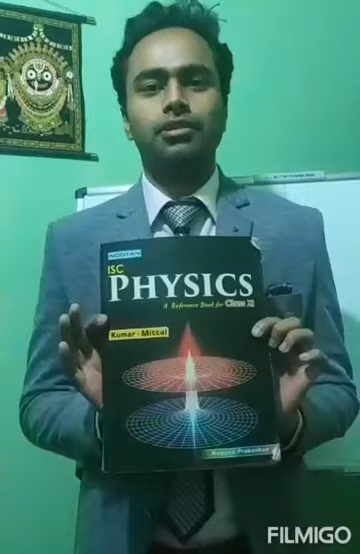 NOOTAN
ISC
PHYSICS
A Reference Book for Class XI
Kumar - Mittal
Nageen Prakashan
FILMIGO